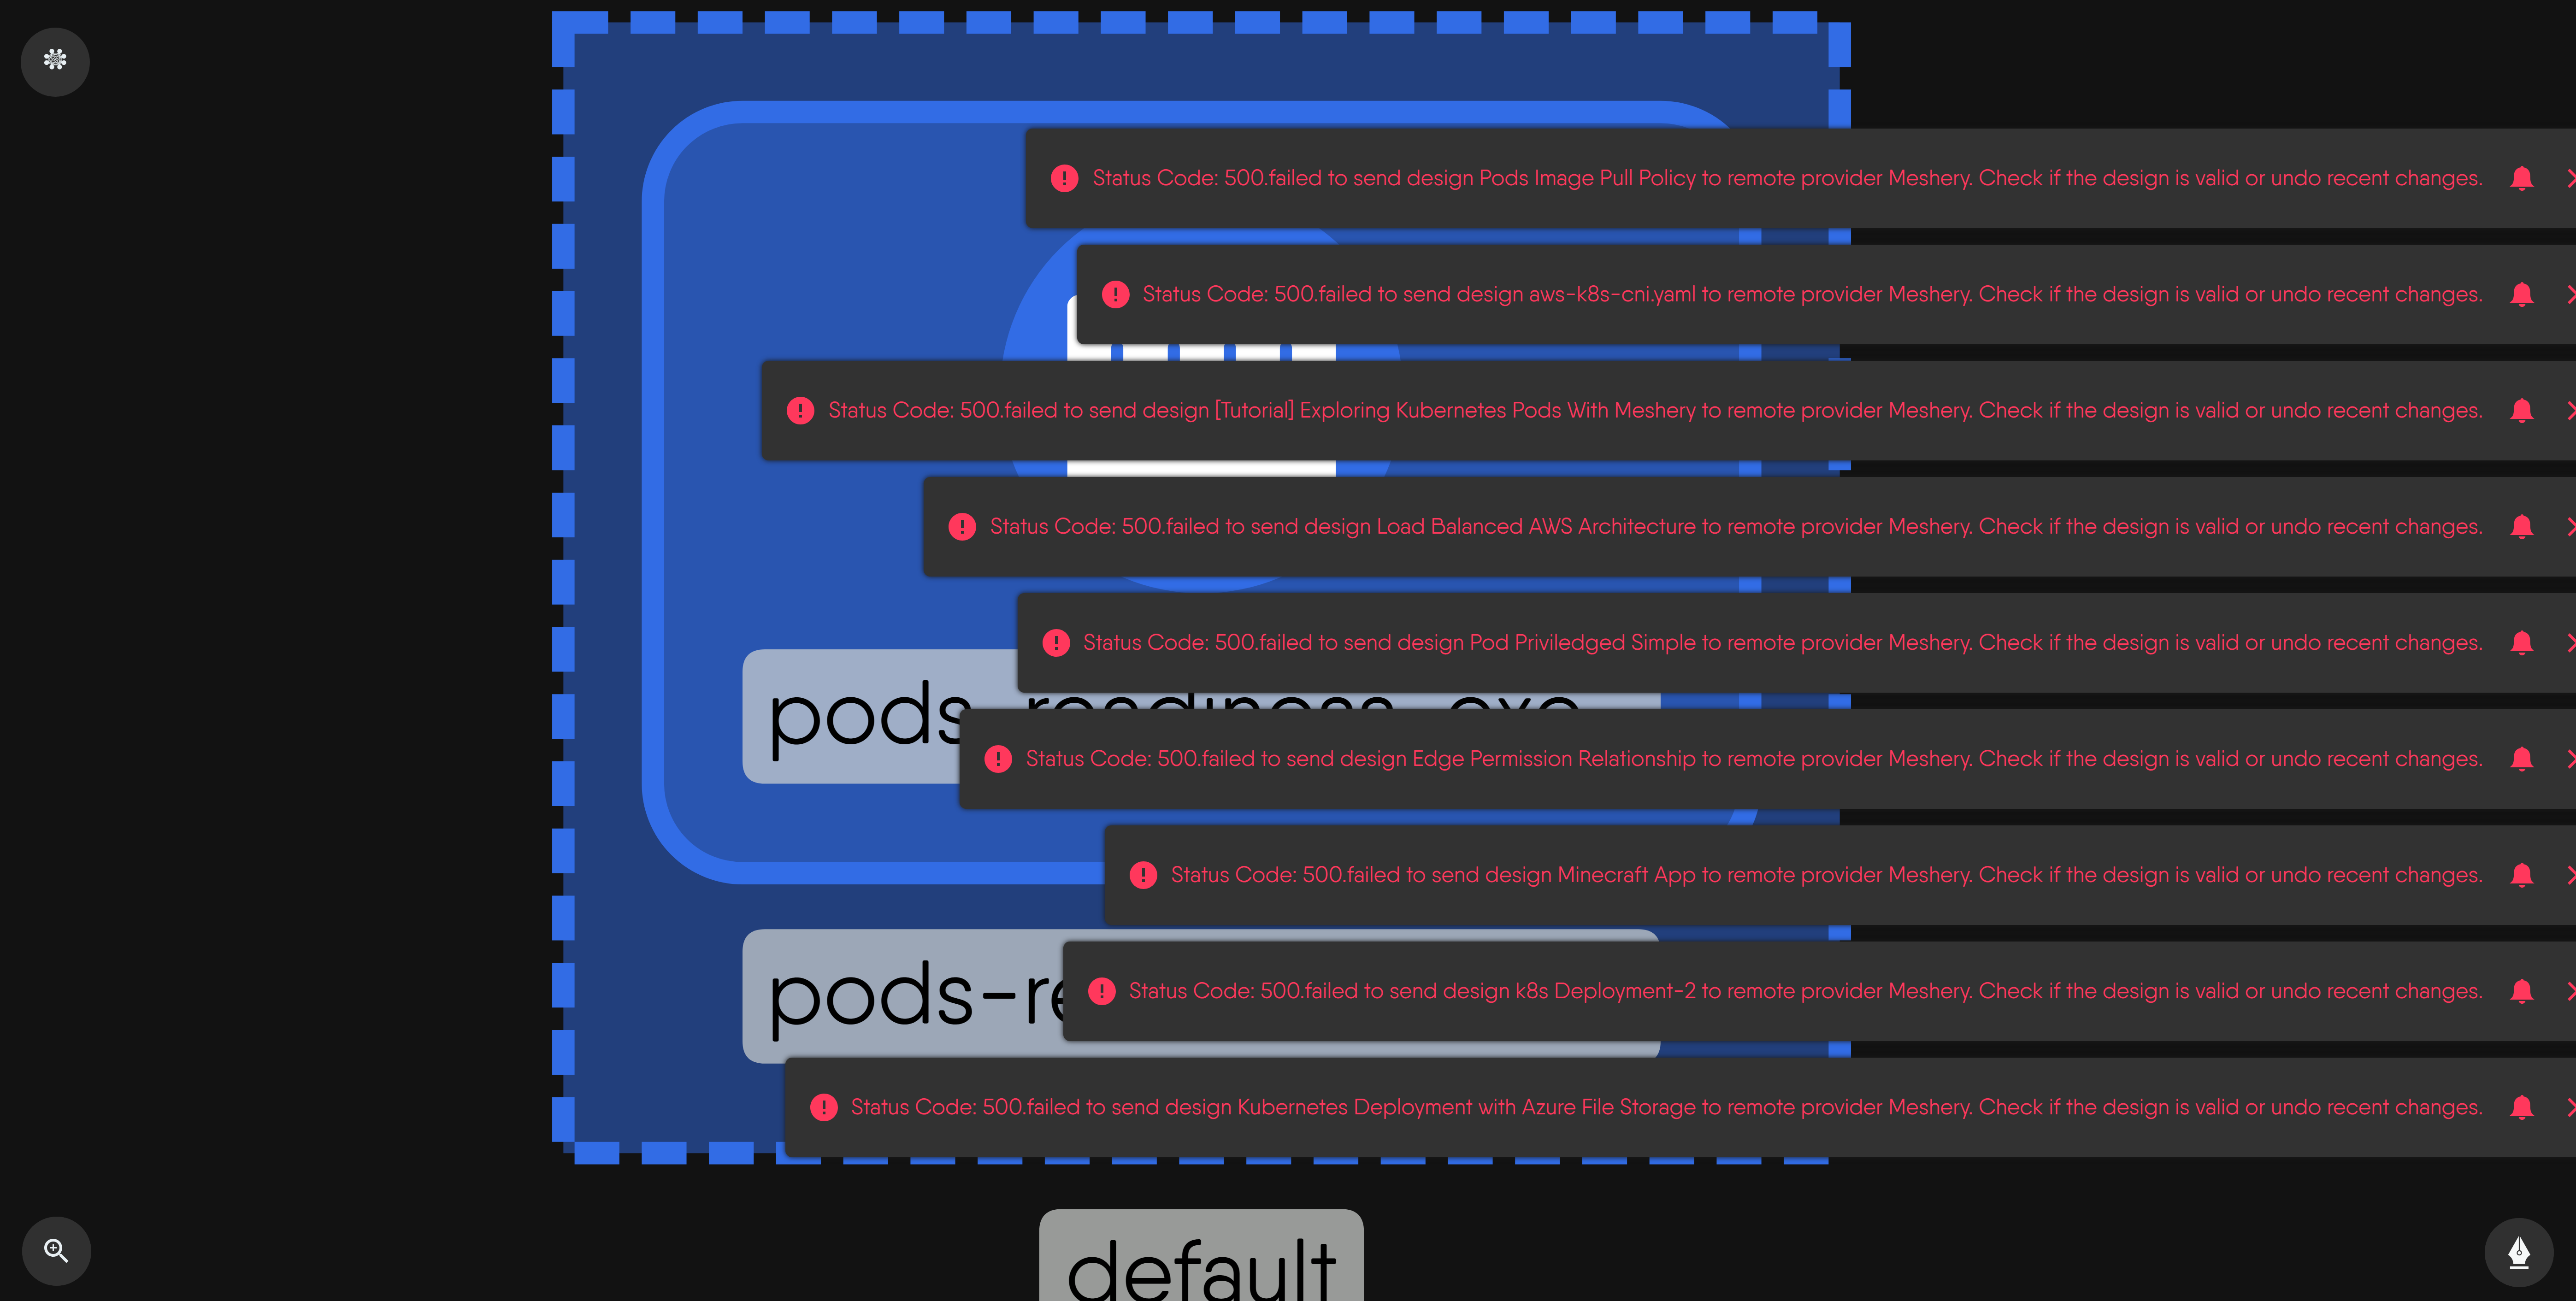 Status Code: 500.failed to send design Pods Image Pull Policy to remote provider Meshery. Check if the design is valid or undo recent changes.
Status Code: 500.failed to send design aws-k8s-cni.yaml to remote provider Meshery. Check if the design is valid or undo recent changes.
Status Code: 500.failed to send design [Tutorial] Exploring Kubernetes Pods With Meshery to remote provider Meshery. Check if the design is valid or undo recent changes.
Status Code: 500.failed to send design Load Balanced AWS Architecture to remote provider Meshery. Check if the design is valid or undo recent changes.
Status Code: 500.failed to send design Pod Priviledged Simple to remote provider Meshery. Check if the design is valid or undo recent changes.
pods
Status Code: 500.failed to send design Edge Permission Relationship to remote provider Meshery. Check if the design is valid or undo recent changes.
Status Code: 500.failed to send design Minecraft App to remote provider Meshery. Check if the design is valid or undo recent changes.
pods-re
Status Code: 500.failed to send design k8s Deployment-2 to remote provider Meshery. Check if the design is valid or undo recent changes.
Status Code: 500.failed to send design Kubernetes Deployment with Azure File Storage to remote provider Meshery. Check if the design is valid or undo recent changes.
default